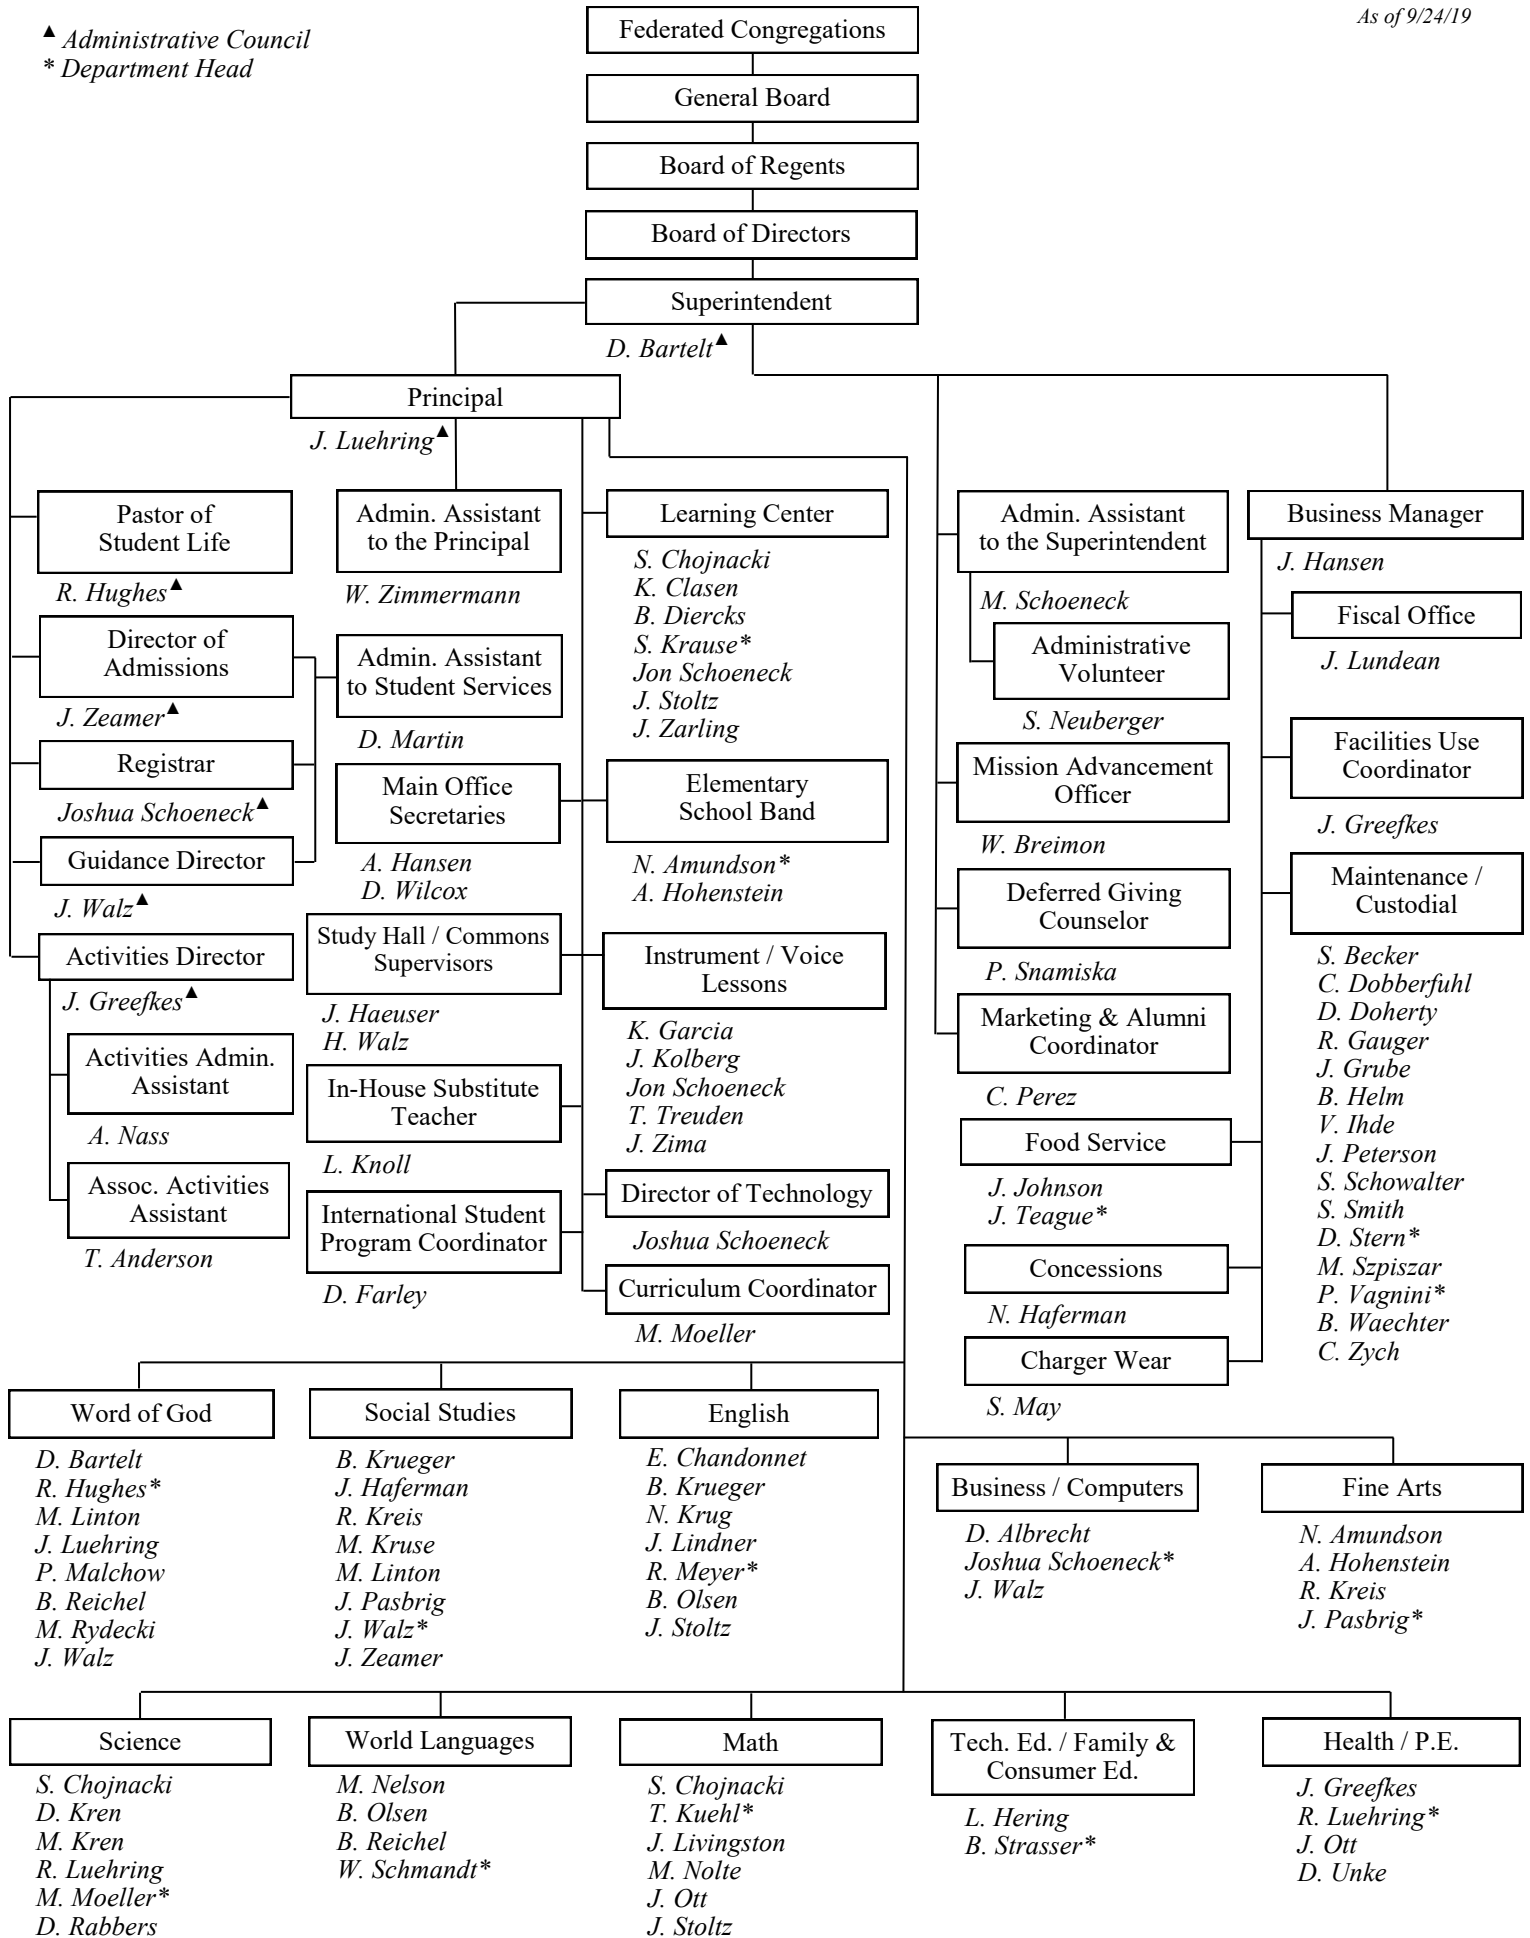 As of 9/24/19
▲ Administrative Council
* Department Head
Federated Congregations
General Board
Board of Regents
Board of Directors
Superintendent
D. Bartelt▲
Principal
J. Luehring▲
Pastor of
Student Life
R. Hughes▲
Director of
Admissions
J. Zeamer▲
Registrar
Joshua Schoeneck▲
Guidance Director
J. Walz▲
Activities Director
J. Greefkes▲
Activities Admin.
Assistant
A. Nass
Assoc. Activities
Assistant
T. Anderson
Admin. Assistant
to the Principal
W. Zimmermann
Admin. Assistant
to Student Services
D. Martin
Main Office
Secretaries
A. Hansen
D. Wilcox
Study Hall / Commons
Supervisors
J. Haeuser
H. Walz
In-House Substitute
Teacher
L. Knoll
International Student
Program Coordinator
D. Farley
Learning Center
S. Chojnacki
K. Clasen
B. Diercks
S. Krause*
Jon Schoeneck
J. Stoltz
J. Zarling
Elementary
School Band
N. Amundson*
A. Hohenstein
Instrument / Voice
Lessons
K. Garcia
J. Kolberg
Jon Schoeneck
T. Treuden
J. Zima
Director of Technology
Joshua Schoeneck
Curriculum Coordinator
M. Moeller
Admin. Assistant
to the Superintendent
M. Schoeneck
Administrative
Volunteer
S. Neuberger
Mission Advancement
Officer
W. Breimon
Deferred Giving
Counselor
P. Snamiska
Marketing & Alumni
Coordinator
C. Perez
Food Service
J. Johnson
J. Teague*
Concessions
N. Haferman
Charger Wear
S. May
Business Manager
J. Hansen
Fiscal Office
J. Lundean
Facilities Use
Coordinator
J. Greefkes
Maintenance /
Custodial
S. Becker
C. Dobberfuhl
D. Doherty
R. Gauger
J. Grube
B. Helm
V. Ihde
J. Peterson
S. Schowalter
S. Smith
D. Stern*
M. Szpiszar
P. Vagnini*
B. Waechter
C. Zych
Word of God
D. Bartelt
R. Hughes*
M. Linton
J. Luehring
P. Malchow
B. Reichel
M. Rydecki
J. Walz
Social Studies
B. Krueger
J. Haferman
R. Kreis
M. Kruse
M. Linton
J. Pasbrig
J. Walz*
J. Zeamer
English
E. Chandonnet
B. Krueger
N. Krug
J. Lindner
R. Meyer*
B. Olsen
J. Stoltz
Business / Computers
D. Albrecht
Joshua Schoeneck*
J. Walz
Fine Arts
N. Amundson
A. Hohenstein
R. Kreis
J. Pasbrig*
Science
S. Chojnacki
D. Kren
M. Kren
R. Luehring
M. Moeller*
D. Rabbers
World Languages
M. Nelson
B. Olsen
B. Reichel
W. Schmandt*
Math
S. Chojnacki
T. Kuehl*
J. Livingston
M. Nolte
J. Ott
J. Stoltz
Tech. Ed. / Family &
Consumer Ed.
L. Hering
B. Strasser*
Health / P.E.
J. Greefkes
R. Luehring*
J. Ott
D. Unke